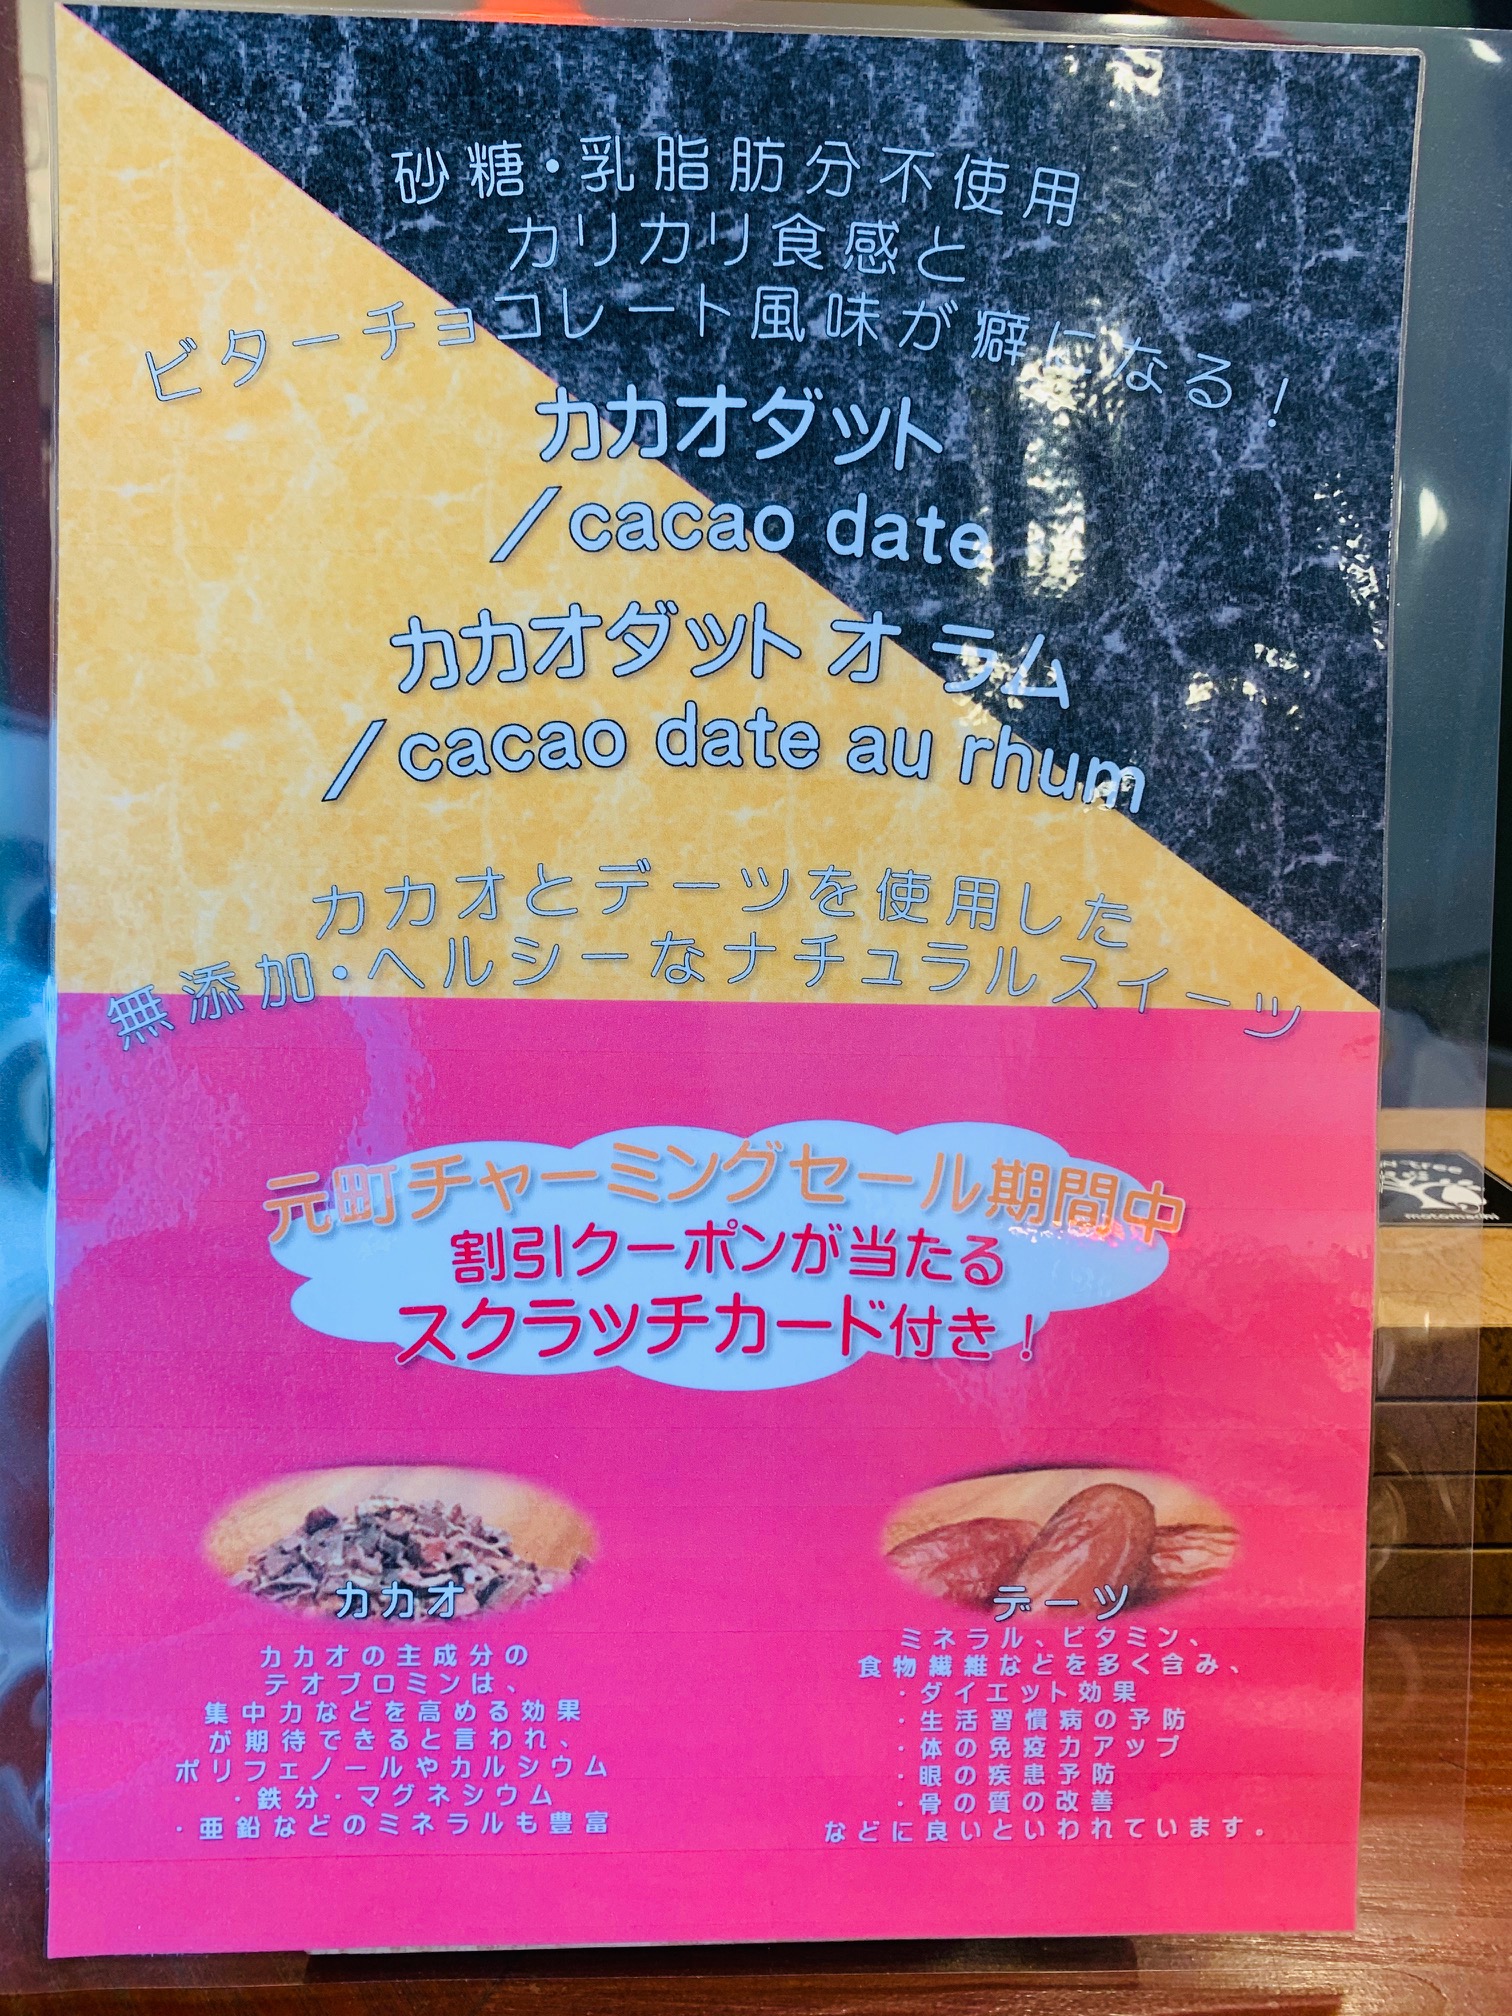 砂糖・乳脂肪分不使用
カリカリ食感と
ビターチョコレート風味が癖になる！
カカオダット
/cacao date
カカオダット オ ラム
/cacao date au rhum
カカオとデーツを使用した
無添加・ヘルシーなナチュラルスイーツ
元町チャーミングセール期間中
割引クーポンが当たる
スクラッチカード付き！
カカオ
カカオの主成分の
テオブロミンは、
集中力などを高める効果
が期待できると言われ、
ポリフェノールやカルシウム
・鉄分・マグネシウム
・亜鉛などのミネラルも豊富
デーツ
ミネラル、ビタミン、
食物繊維などを多く含み、
・ダイエット効果
・生活習慣病の予防
・体の免疫力アップ
・眼の疾患予防
・骨の質の改善
などに良いといわれています。
tree
motomachi